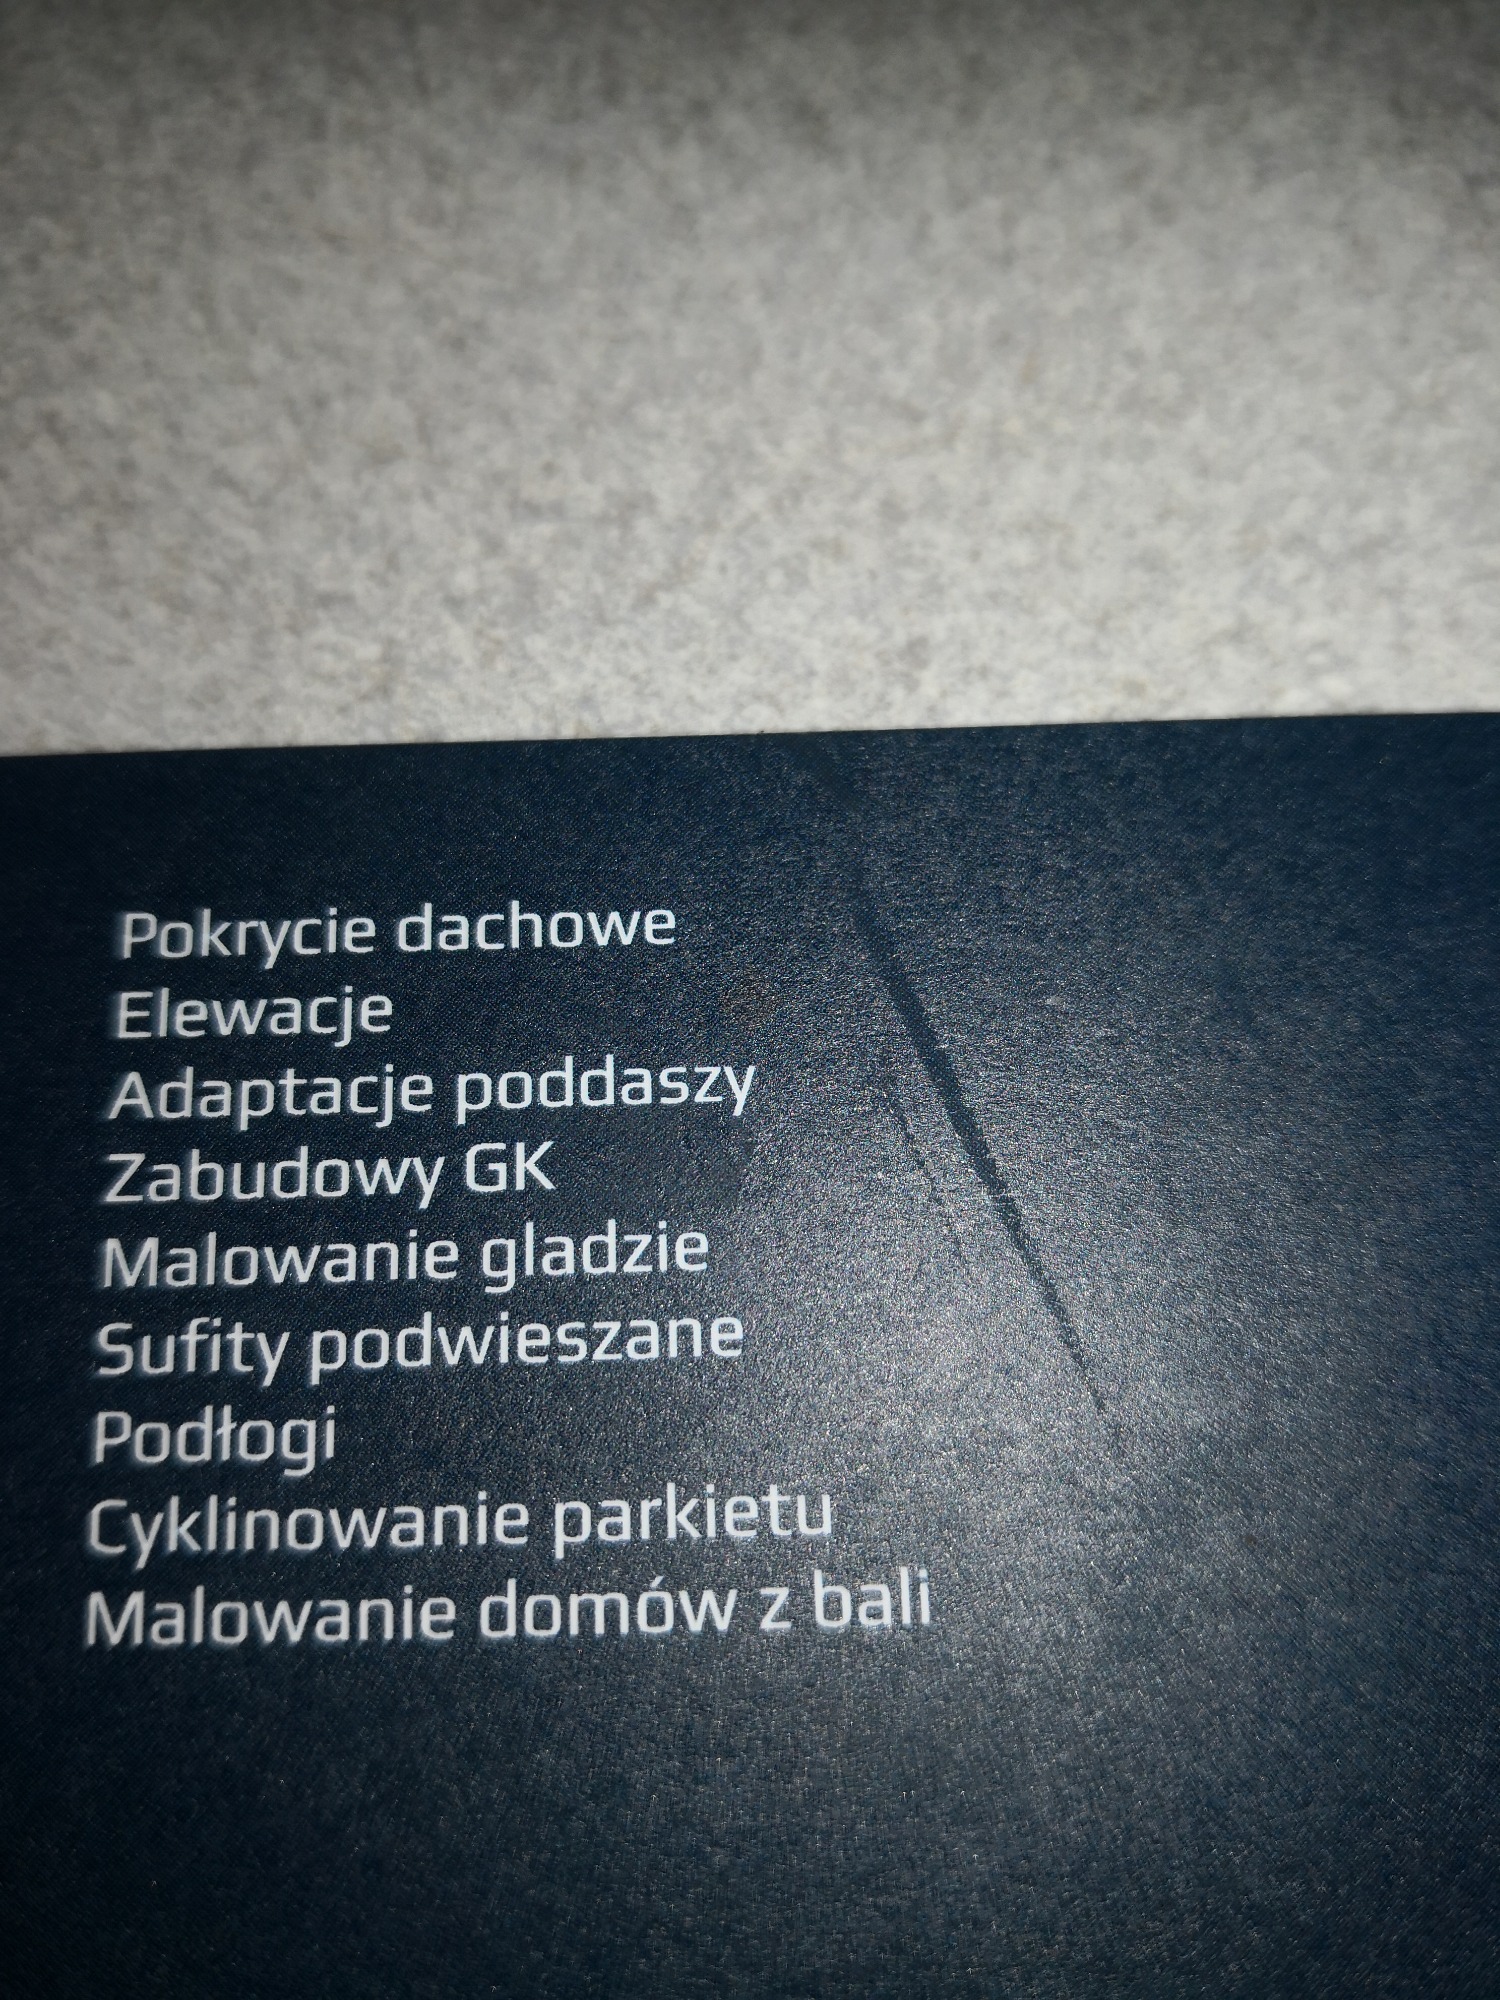 Pokrycie dachowe
Elewacje
Adaptacje poddaszy
Zabudowy GK
Malowanie gladzie
Sufity podwieszane
Podłogi
Cyklinowanie parkietu
Malowanie domów z bali